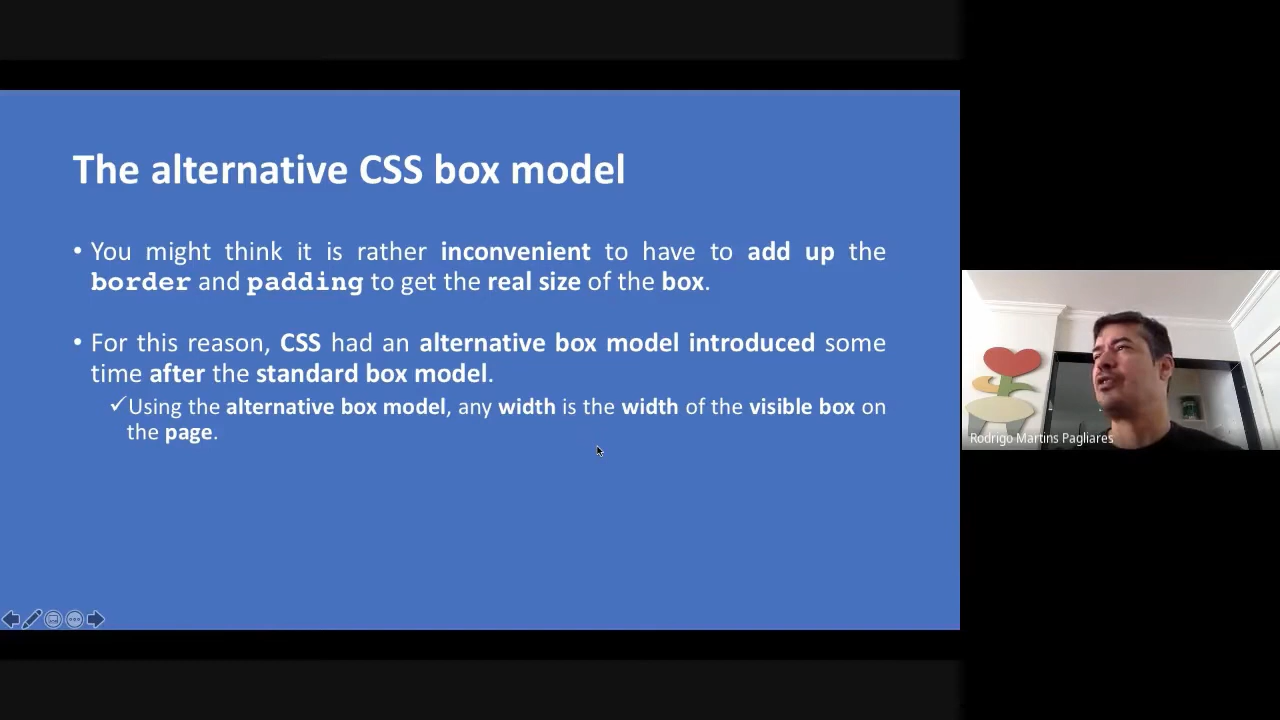 The alternative CSS box model
• You might think it is rather inconvenient to have to add up the
border and padding to get the real size of the box.
• For this reason, CSS had an alternative box model introduced some
time after the standard box model.
✓Using the alternative box model, any width is the width of the visible box on
the page.
Rodrigo Martins Pagliares